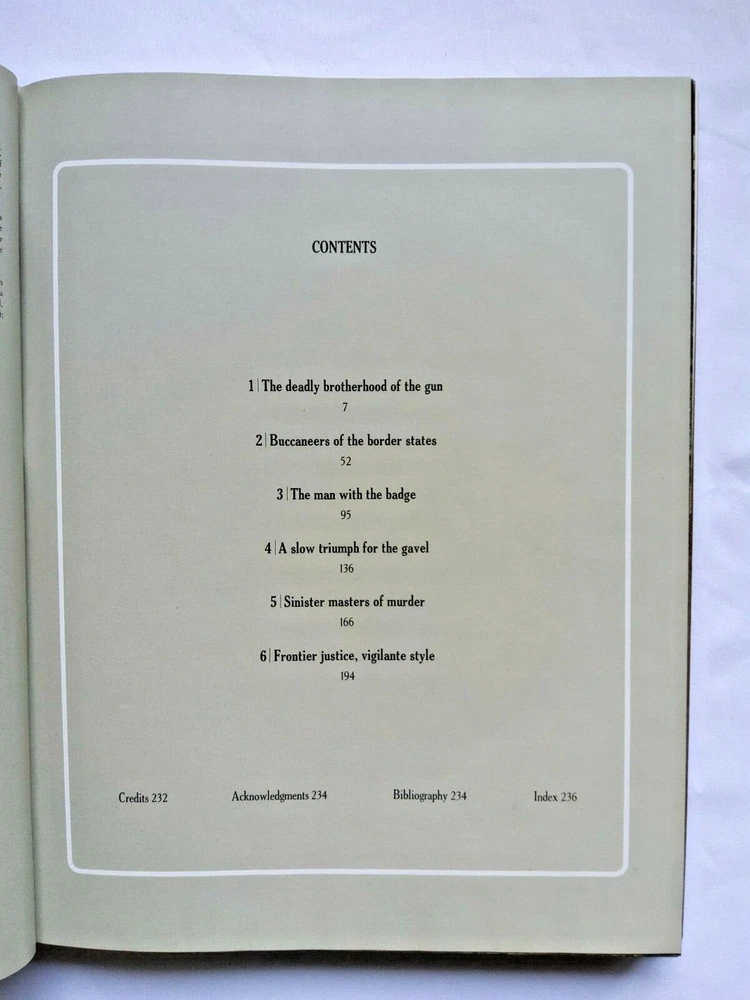 CONTENTS
1 | The deadly brotherhood of the gun
7
2 | Buccaneers of the border states
52
3 | The man with the badge
95
4 | A slow triumph for the gavel
136
5 | Sinister masters of murder
166
6 | Frontier justice, vigilante style
194
Credits 232 Acknowledgments 234 Bibliography 234 Index 236